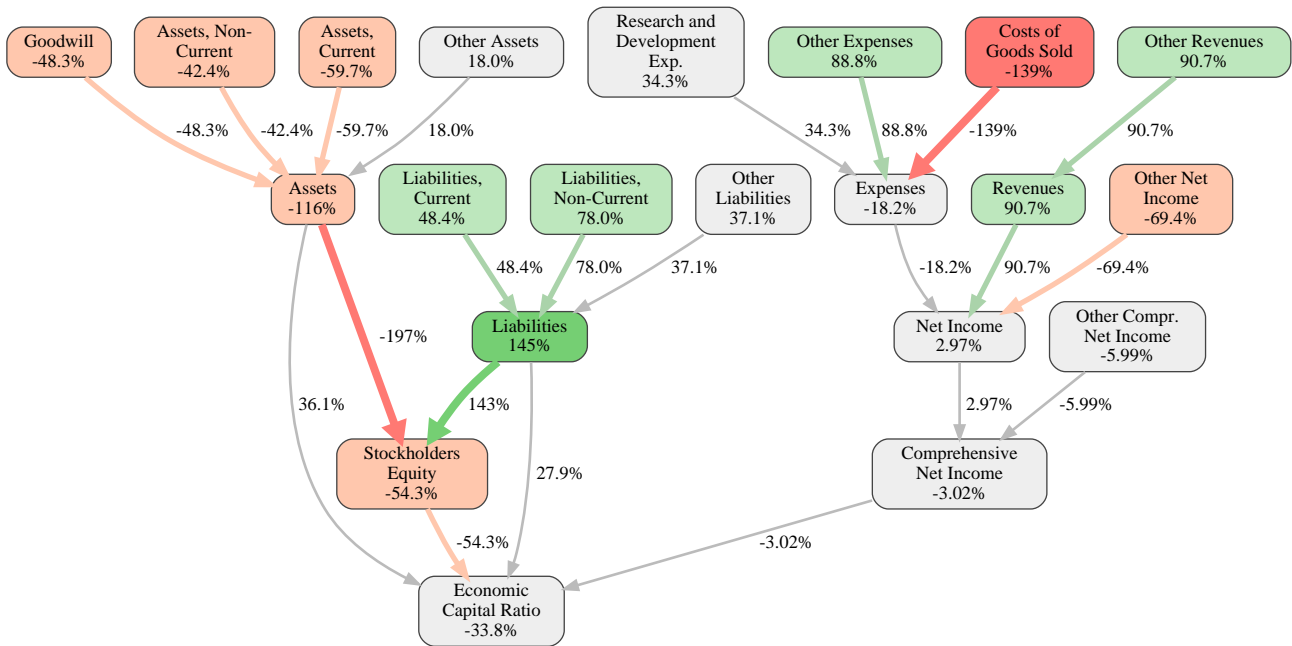 Goodwill
-48.3%
Assets, Non-
Current
-42.4%
Assets,
Current
-59.7%
Other Assets
18.0%
Research and
Development
Exp.
34.3%
Other Expenses
88.8%
Costs of
Goods Sold
-139%
Other Revenues
90.7%
-48.3%
-42.4%
-59.7%
18.0%
34.3%
88.8%
-139%
90.7%
Assets
-116%
Liabilities,
Current
48.4%
Liabilities,
Non-Current
78.0%
Other
Liabilities
37.1%
Expenses
-18.2%
Revenues
90.7%
Other Net
Income
-69.4%
48.4%
78.0%
37.1%
-18.2%
90.7%
-69.4%
-197%
Liabilities
145%
Net Income
2.97%
Other Compr.
Net Income
-5.99%
36.1%
143%
2.97%
-5.99%
Stockholders
Equity
-54.3%
27.9%
Comprehensive
Net Income
-3.02%
-54.3%
-3.02%
Economic
Capital Ratio
-33.8%